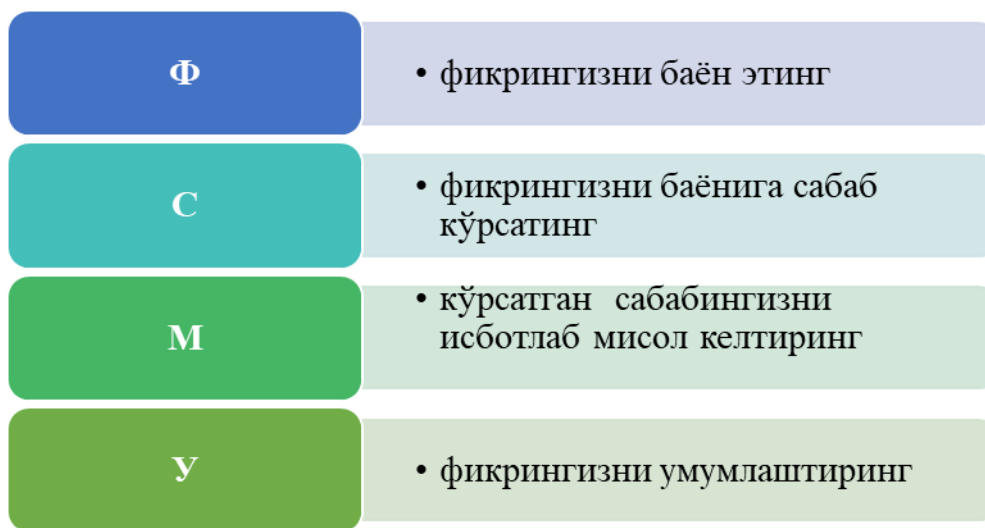 Ф
• фикрингизни баён этинг
С
• фикрингизни баёнига сабаб
кўрсатинг
М
• кўрсатган сабабингизни
исботлаб мисол келтиринг
У
• фикрингизни умумлаштиринг